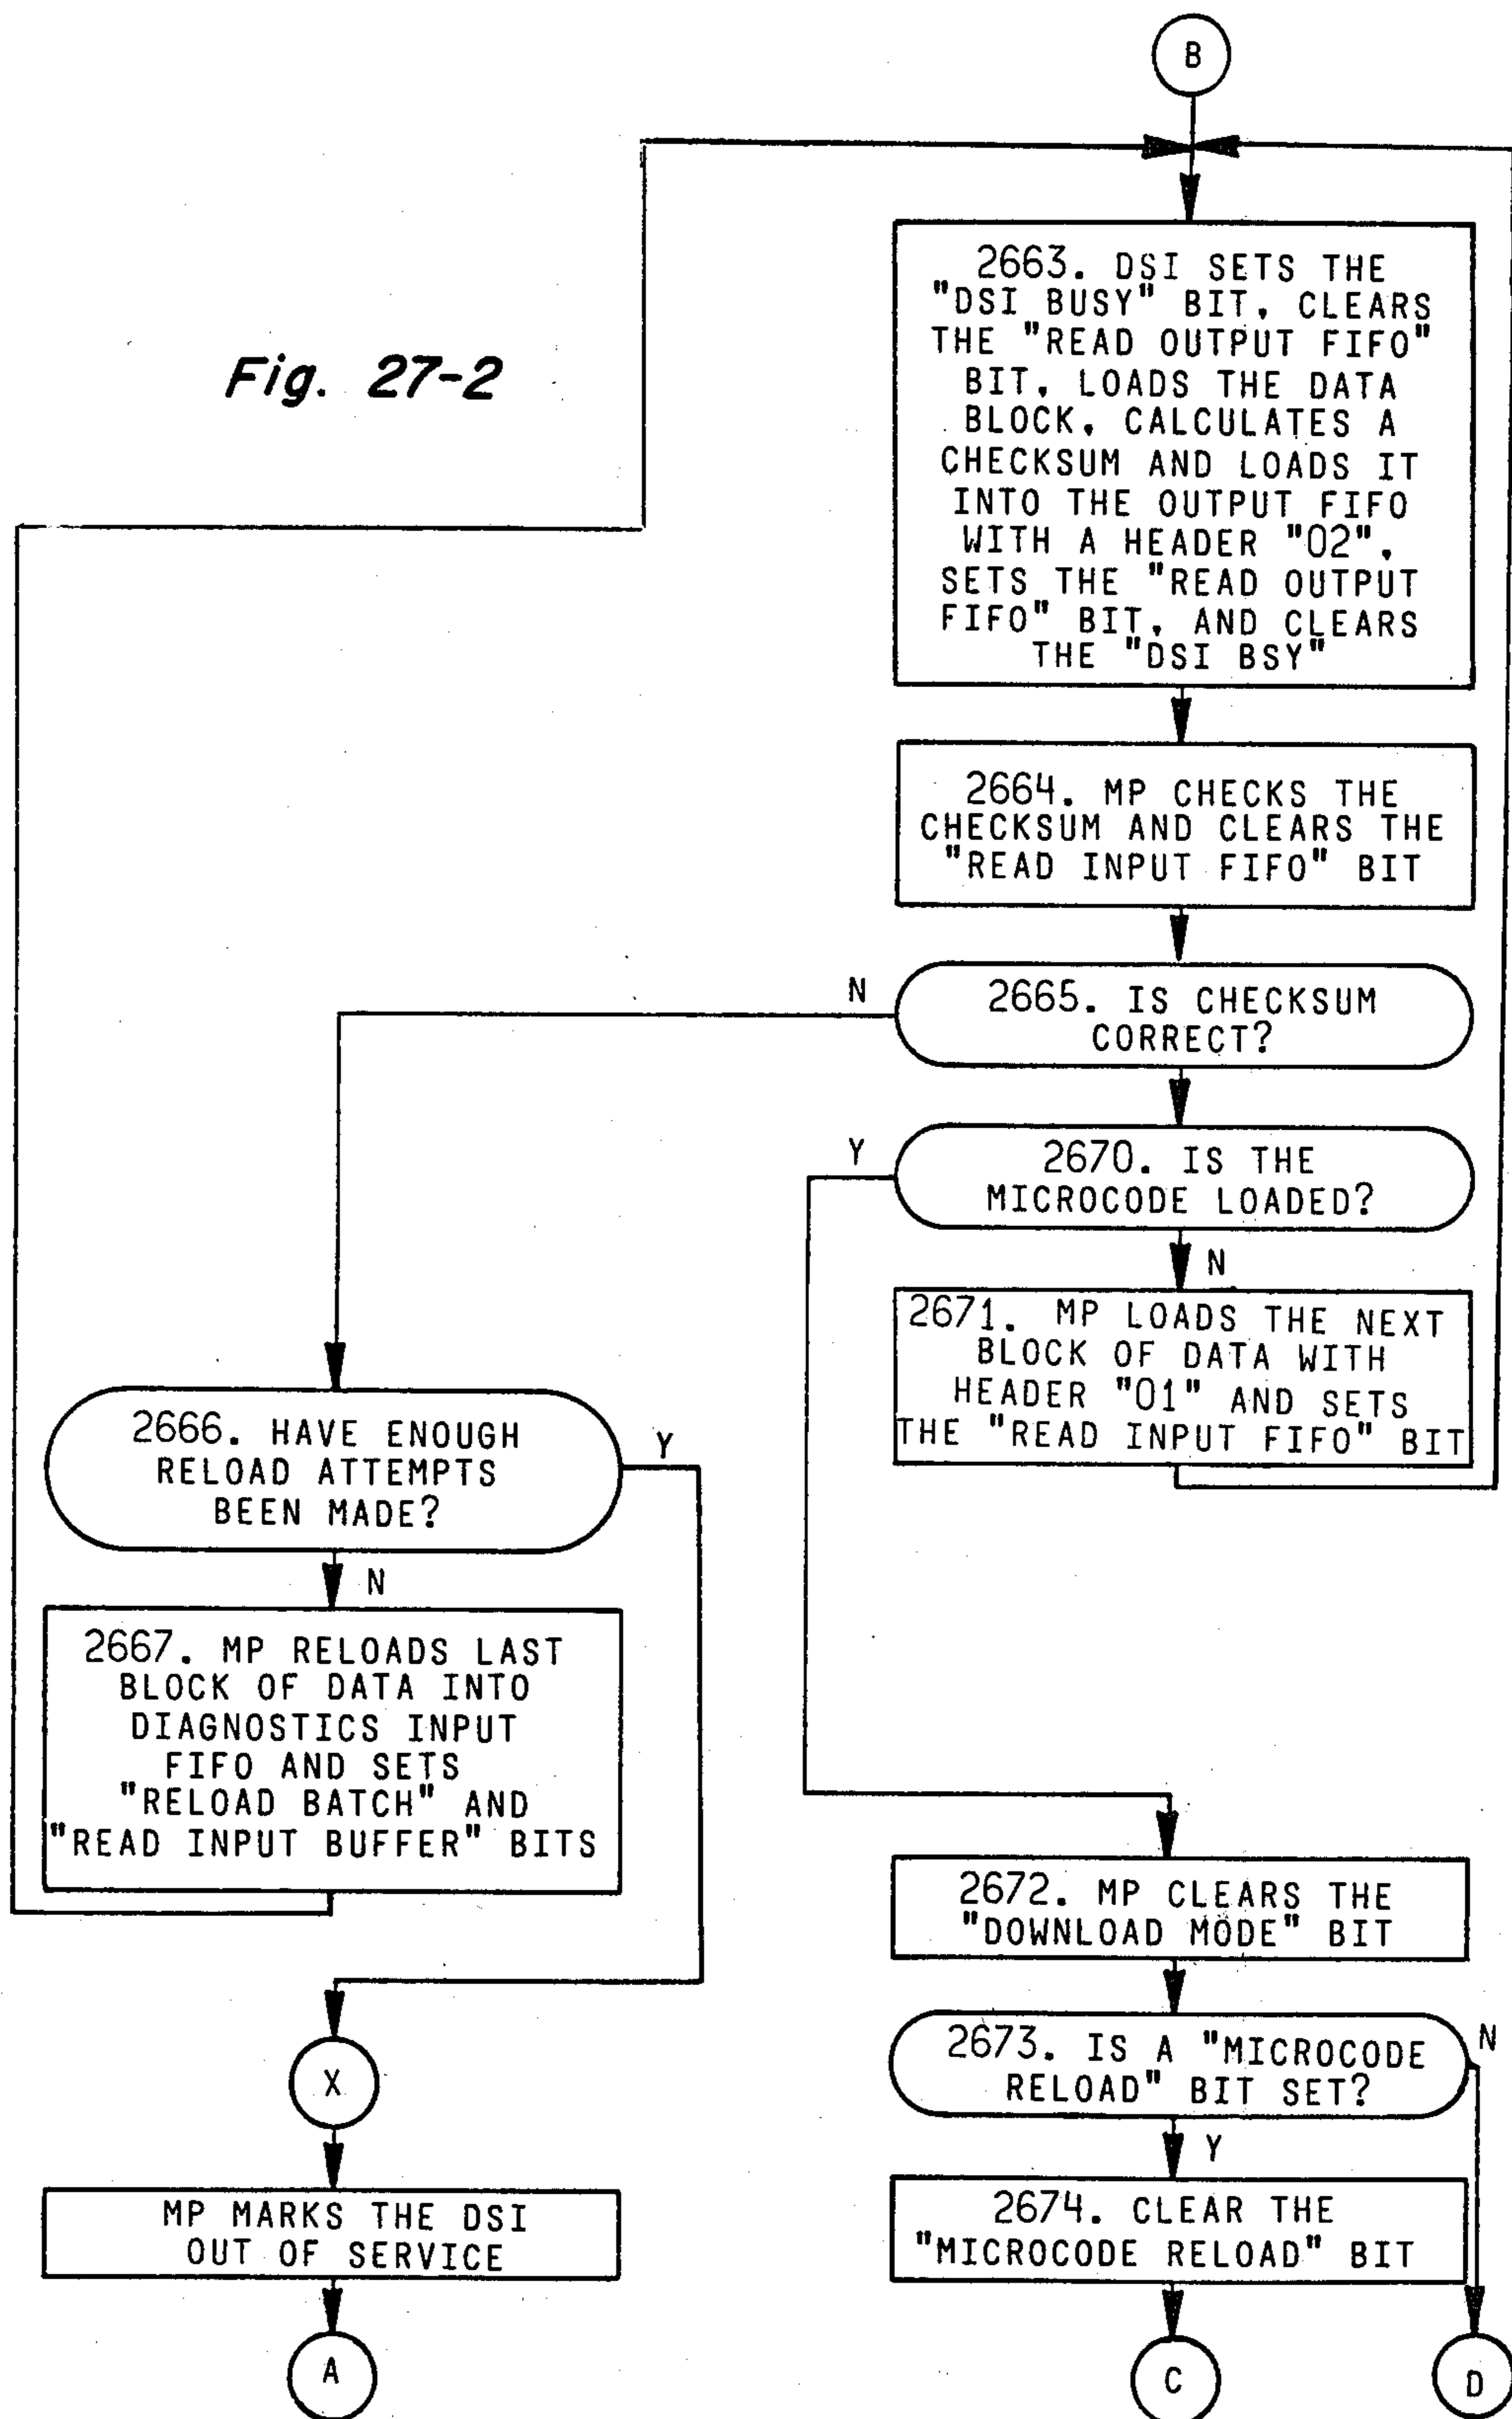 B
Fig. 27-2
2663. DSI SETS THE
"DSI BUSY" BIT, CLEARS
THE "READ OUTPUT FIFO"
BIT, LOADS THE DATA
BLOCK, CALCULATES A
CHECKSUM AND LOADS IT
INTO THE OUTPUT FIFO
WITH A HEADER "02",
SETS THE "READ OUTPUT
FIFO" BIT, AND CLEARS
THE "DSI BSY"
2664. MP CHECKS THE
CHECKSUM AND CLEARS THE
"READ INPUT FIFO" BIT
N
2665. IS CHECKSUM
CORRECT?
Y
2670. IS THE
MICROCODE LOADED?
N
2671. MP LOADS THE NEXT
BLOCK OF DATA WITH
HEADER "01" AND SETS
THE "READ INPUT FIFO" BIT
2666. HAVE ENOUGH
RELOAD ATTEMPTS
BEEN MADE?
Y
N
2667. MP RELOADS LAST
BLOCK OF DATA INTO
DIAGNOSTICS INPUT
FIFO AND SETS
"RELOAD BATCH" AND
"READ INPUT BUFFER" BITS
X
MP MARKS THE DSI
OUT OF SERVICE
A
2672. MP CLEARS THE
"DOWNLOAD MODE" BIT
2673. IS A "MICROCODE
RELOAD" BIT SET?
N
Y
2674. CLEAR THE
"MICROCODE RELOAD" BIT
C
D